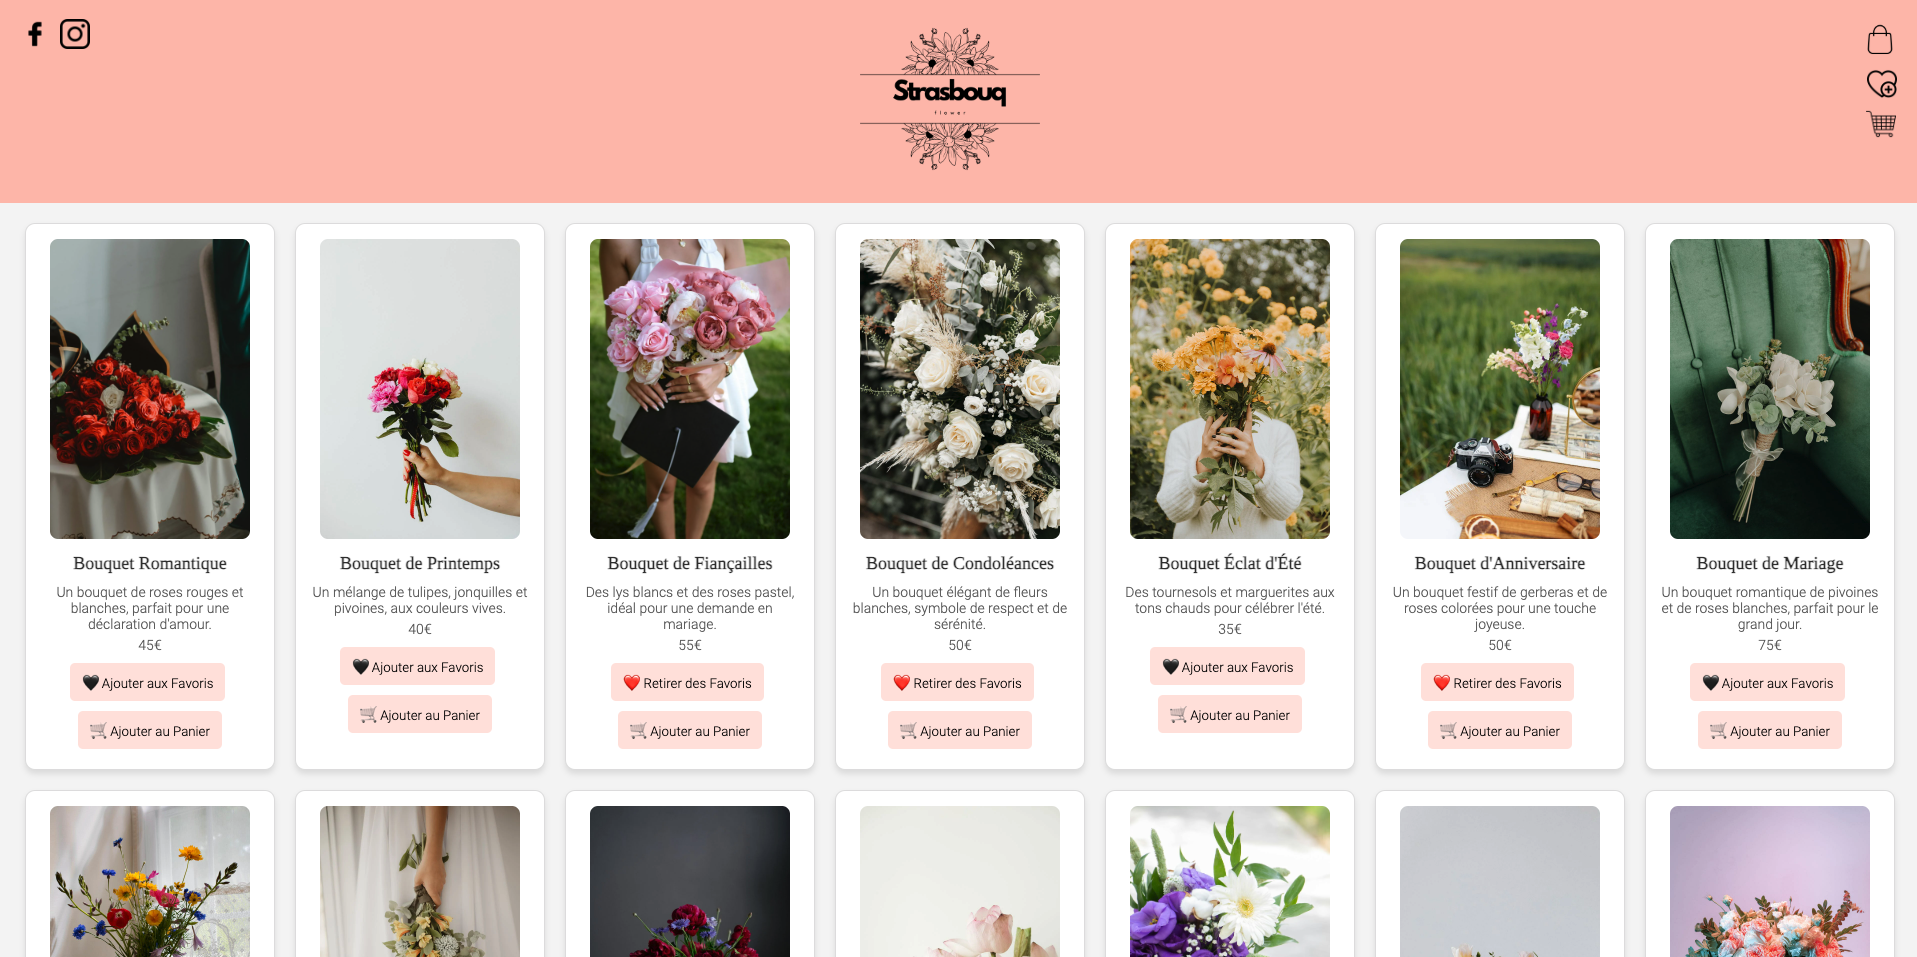 Strasbouq
flower
Bouquet Romantique
Un bouquet de roses rouges et
blanches, parfait pour une
déclaration d'amour.
45€
🖤 Ajouter aux Favoris
🛒 Ajouter au Panier
Bouquet de Printemps
Un mélange de tulipes, jonquilles et
pivoines, aux couleurs vives.
40€
🖤 Ajouter aux Favoris
🛒 Ajouter au Panier
Bouquet de Fiançailles
Des lys blancs et des roses pastel,
idéal pour une demande en
mariage.
55€
❤️ Retirer des Favoris
🛒 Ajouter au Panier
Bouquet de Condoléances
Un bouquet élégant de fleurs
blanches, symbole de respect et de
sérénité.
50€
❤️ Retirer des Favoris
🛒 Ajouter au Panier
Bouquet Éclat d'Été
Des tournesols et marguerites aux
tons chauds pour célébrer l'été.
35€
🖤 Ajouter aux Favoris
🛒 Ajouter au Panier
Bouquet d'Anniversaire
Un bouquet festif de gerberas et de
roses colorées pour une touche
joyeuse.
50€
❤️ Retirer des Favoris
🛒 Ajouter au Panier
Bouquet de Mariage
Un bouquet romantique de pivoines
et de roses blanches, parfait pour le
grand jour.
75€
🖤 Ajouter aux Favoris
🛒 Ajouter au Panier